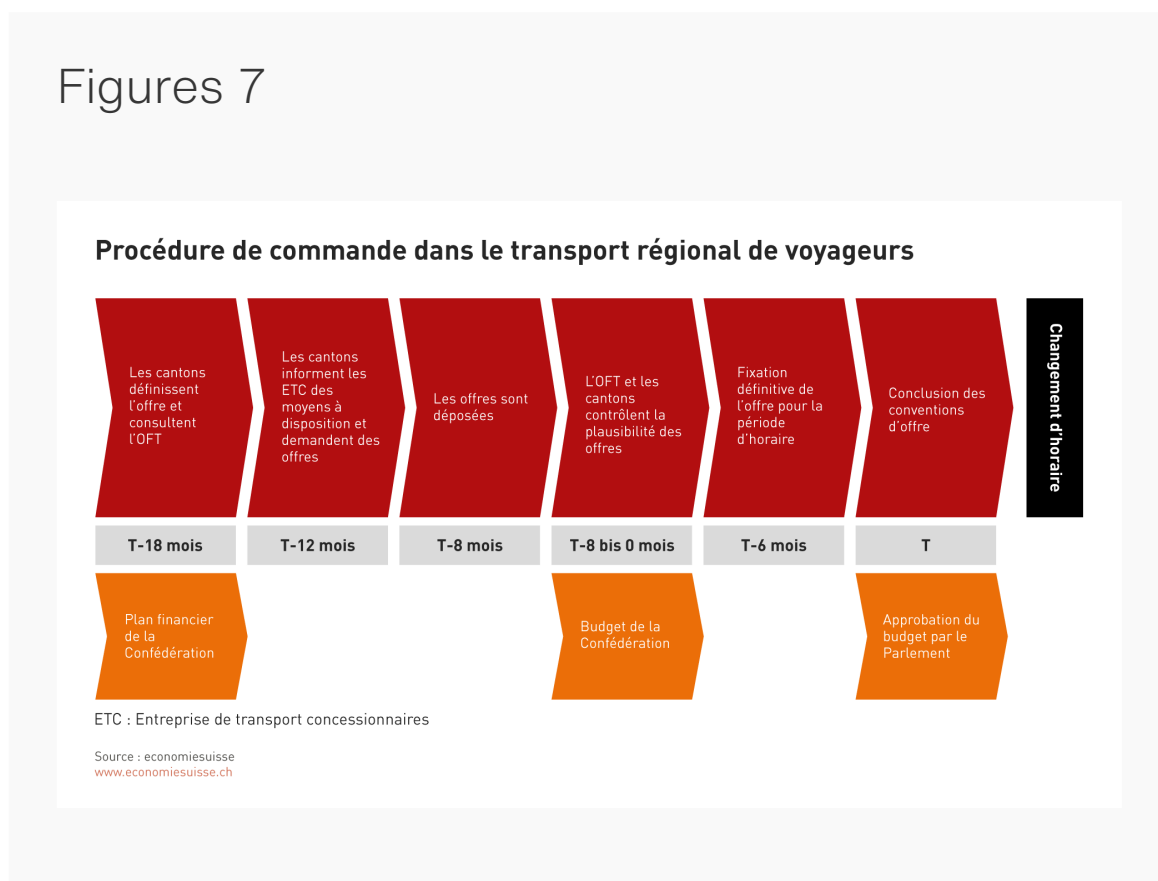 Figures 7
Procédure de commande dans le transport régional de voyageurs
Les cantons
définissent
l'offre et
consultent
l'OFT
Les cantons
informent les
ETC des
moyens à
disposition et
demandent des
offres
Les offres sont
déposées
L'OFT et les
cantons
contrôlent la
plausibilité des
offres
Fixation
définitive de
l'offre pour la
période
d'horaire
Conclusion des
conventions
d'offre
Changement d'horaire
T-18 mois
T-12 mois
T-8 mois
T-8 bis 0 mois
T-6 mois
T
Plan financier
de la
Confédération
Budget de la
Confédération
Approbation du
budget par le
Parlement
ETC : Entreprise de transport concessionnaires
Source : economiesuisse
www.economiesuisse.ch